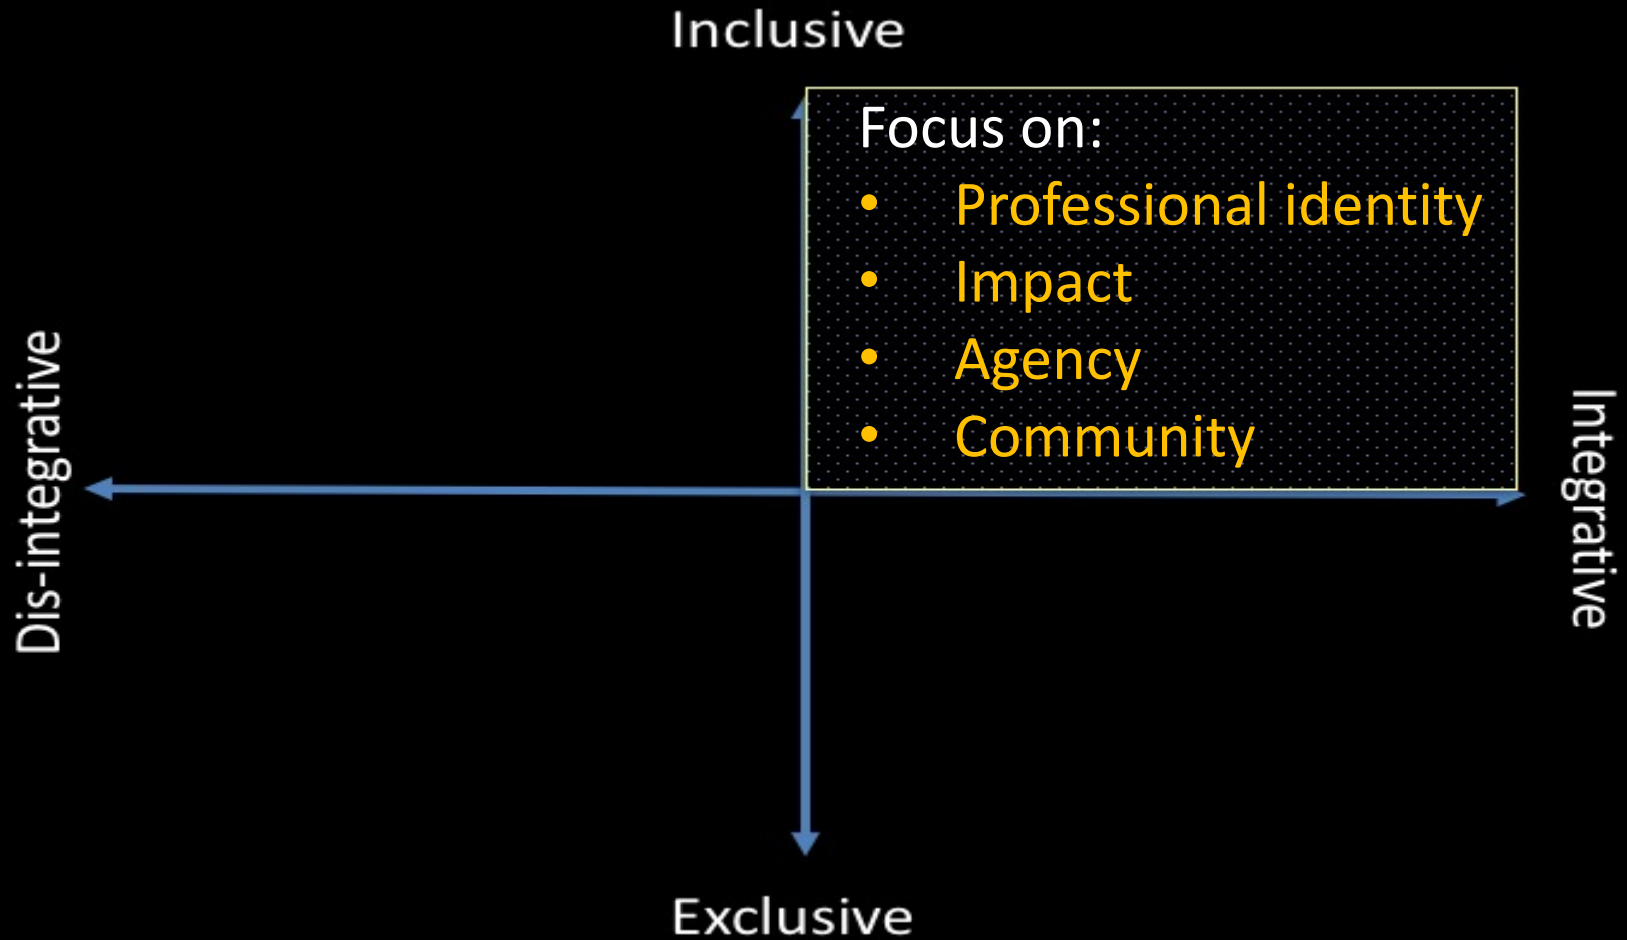 Inclusive
Focus on:
• Professional identity
• Impact
• Agency
• Community
Dis-integrative
Integrative
Exclusive